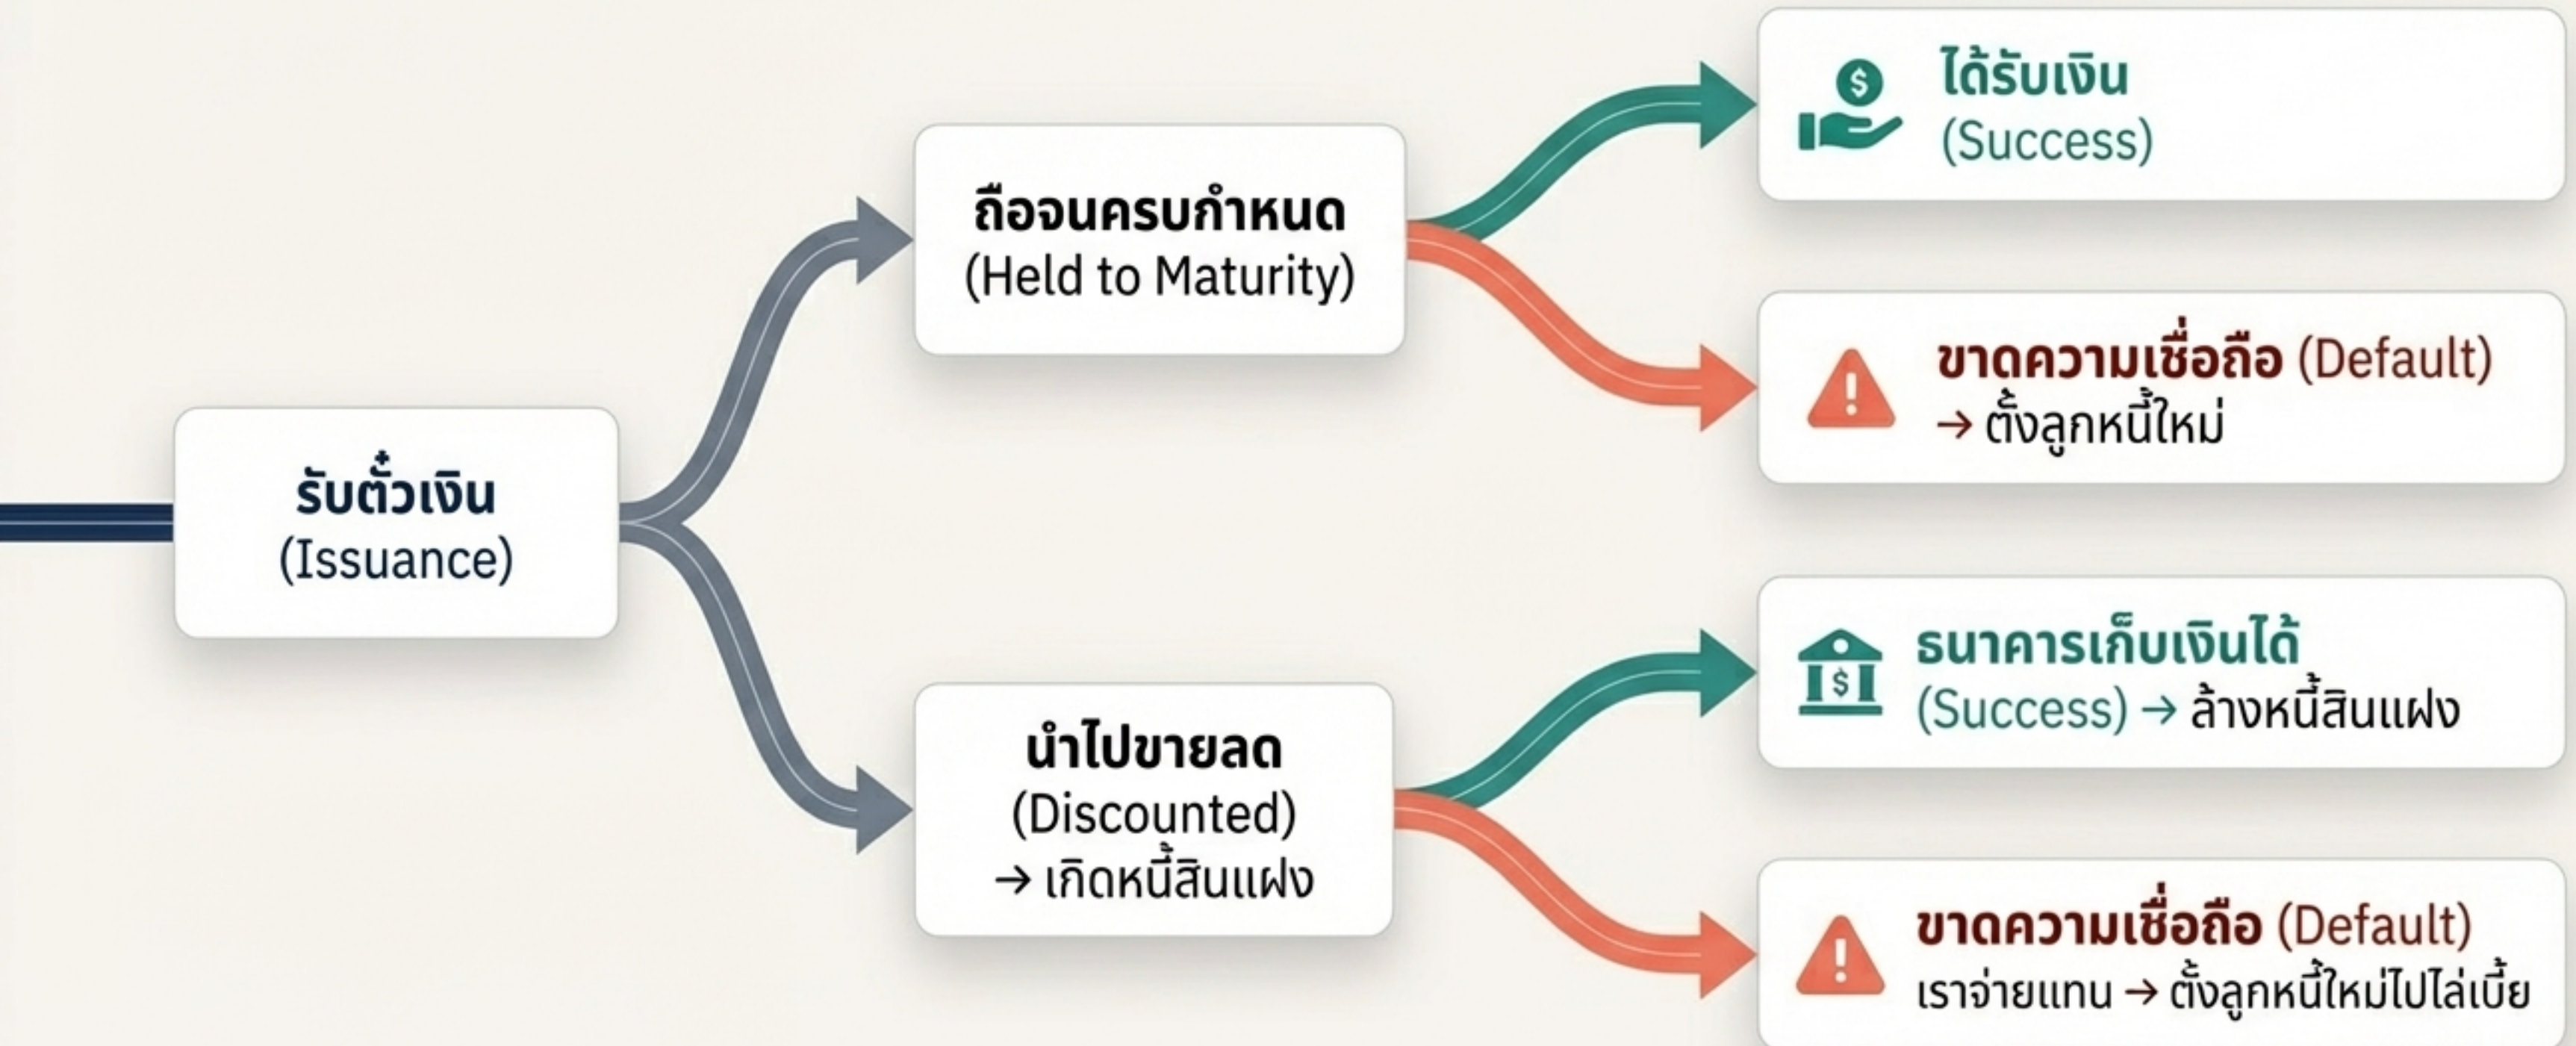 รับตั๋วเงิน
(Issuance)
ถือจนครบกำหนด
(Held to Maturity)
นำไปขายลด
(Discounted)
→ เกิดหนี้สินแฝง
$
ได้รับเงิน
(Success)
!
ขาดความเชื่อถือ (Default)
→ ตั้งลูกหนี้ใหม่
$
ธนาคารเก็บเงินได้
(Success) → ล้างหนี้สินแฝง
!
ขาดความเชื่อถือ (Default)
เราจ่ายแทน → ตั้งลูกหนี้ใหม่ไปไล่เบี้ย